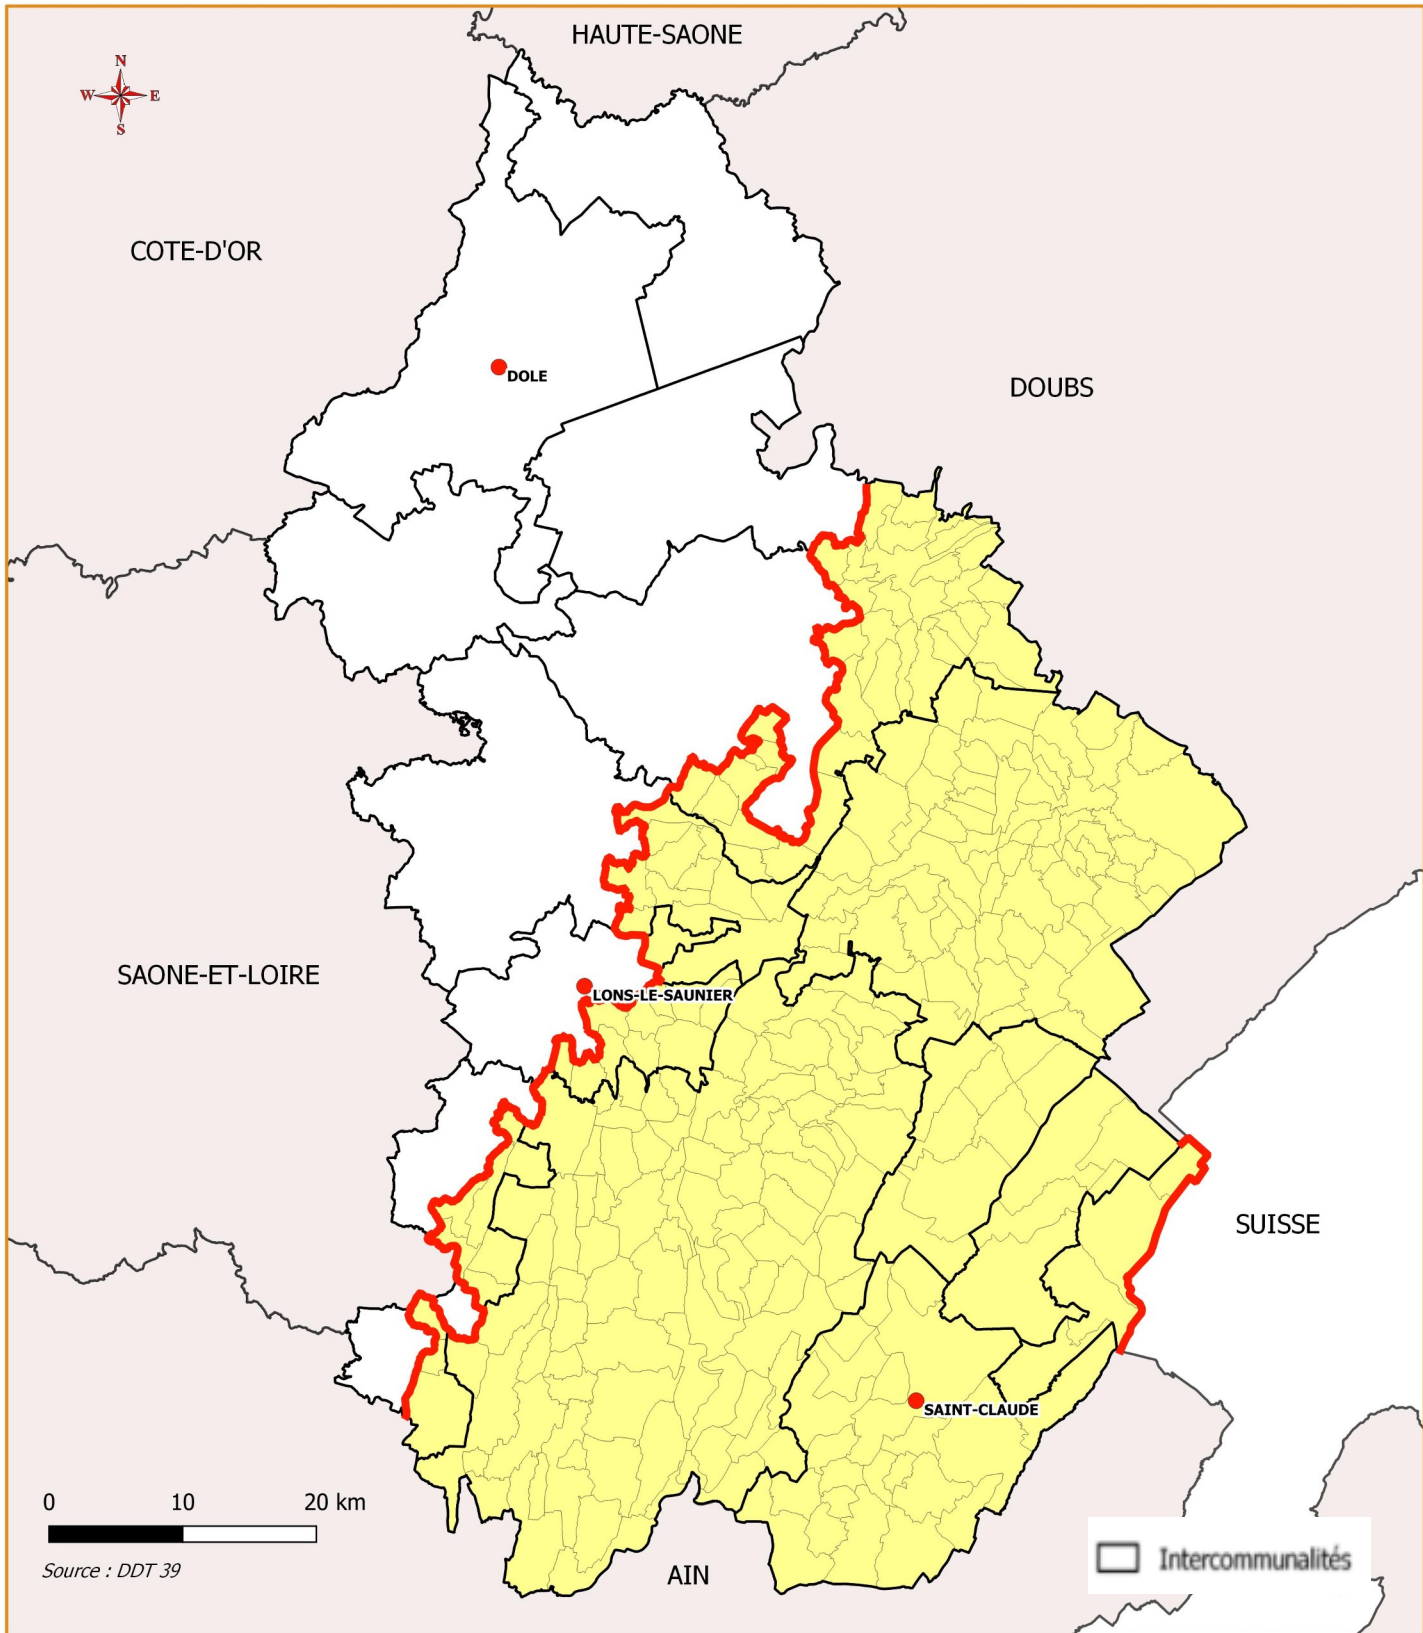 HAUTE-SAONE
N
W E
S
COTE-D'OR
DOLE
DOUBS
SAONE-ET-LOIRE
LONS-LE-SAUNIER
SUISSE
SAINT-CLAUDE
0 10 20 km
Source : DDT 39
AIN
Intercommunalités